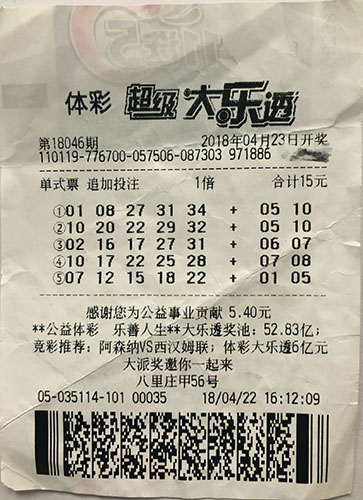 体彩 超级大乐透
第18046期 2018年04月23日开奖
110119-776700-057506-087303 971886
单式票 追加投注 1倍 合计15元
①01 08 27 31 34 + 05 10
②10 20 22 29 32 + 05 10
③02 16 17 27 31 + 06 07
④10 17 22 25 28 + 07 08
⑤07 12 15 18 22 + 01 05
感谢您为公益事业贡献 5.40元
**公益体彩 乐善人生**大乐透奖池：52.83亿；
竞彩推荐：阿森纳VS西汉姆联；体彩大乐透6亿元
大派奖邀你一起来
八里庄甲56号
05-035114-101 00035 18/04/22 16:12:09